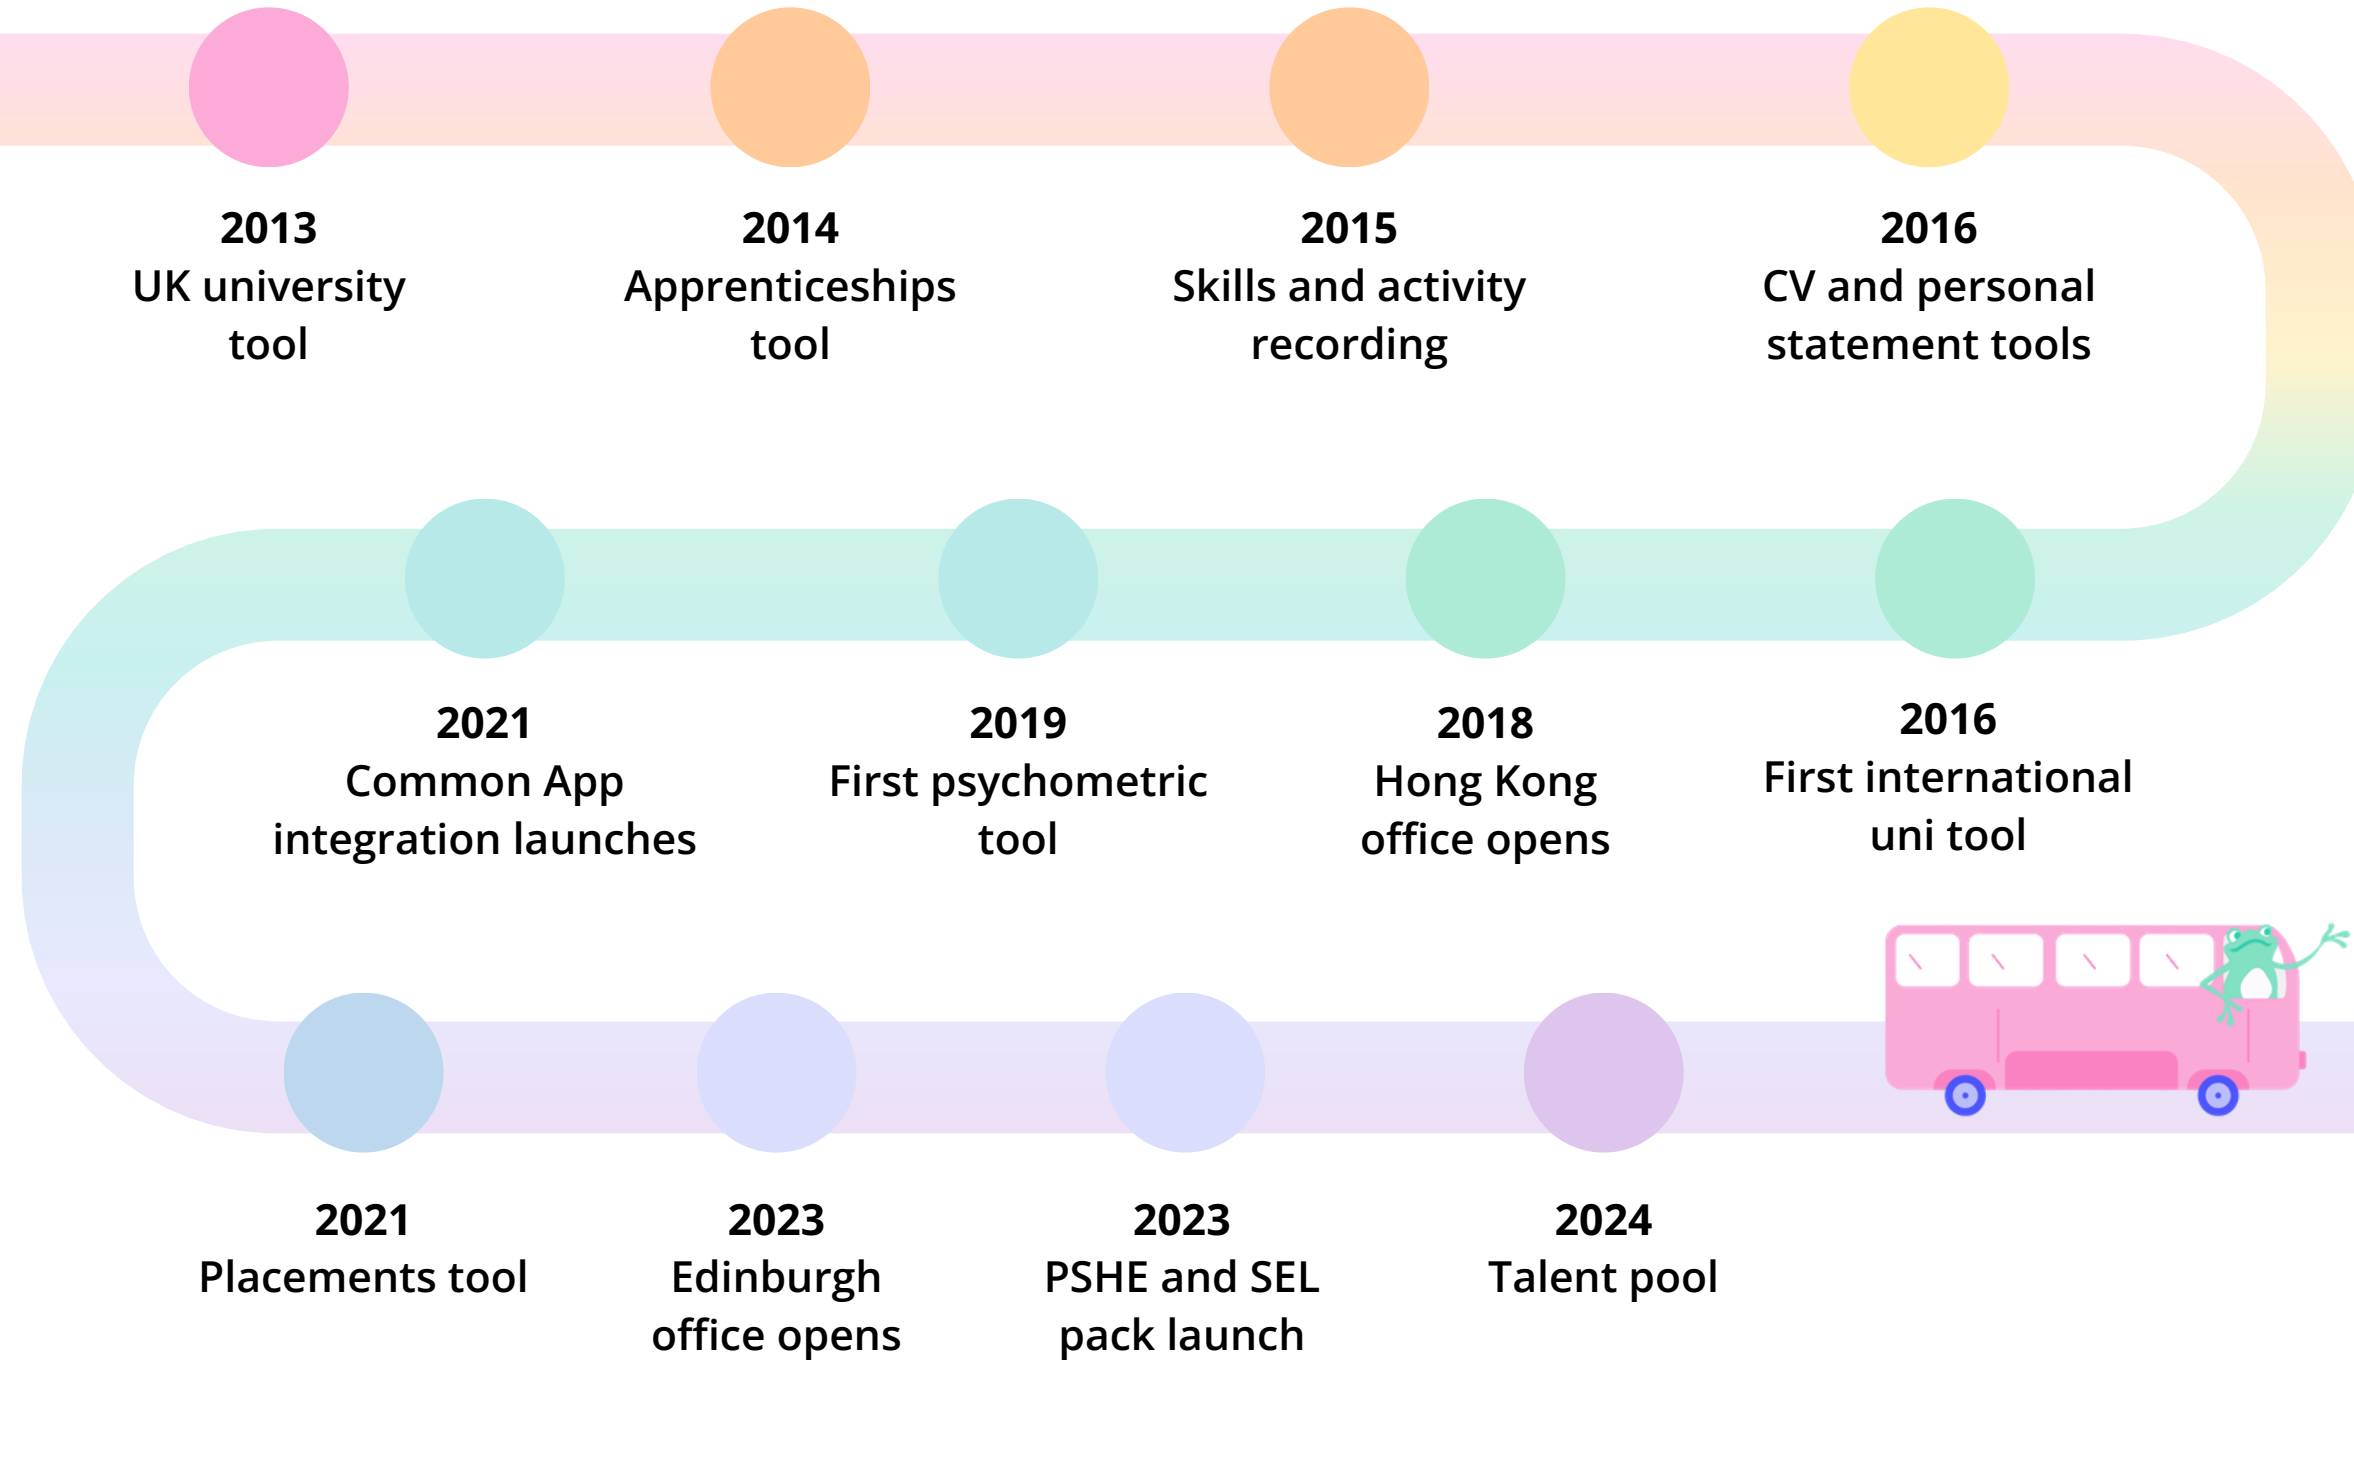 2013
UK university
tool
2014
Apprenticeships
tool
2015
Skills and activity
recording
2016
CV and personal
statement tools
2016
First international
uni tool
2018
Hong Kong
office opens
2019
First psychometric
tool
2021
Common App
integration launches
2021
Placements tool
2023
Edinburgh
office opens
2023
PSHE and SEL
pack launch
2024
Talent pool